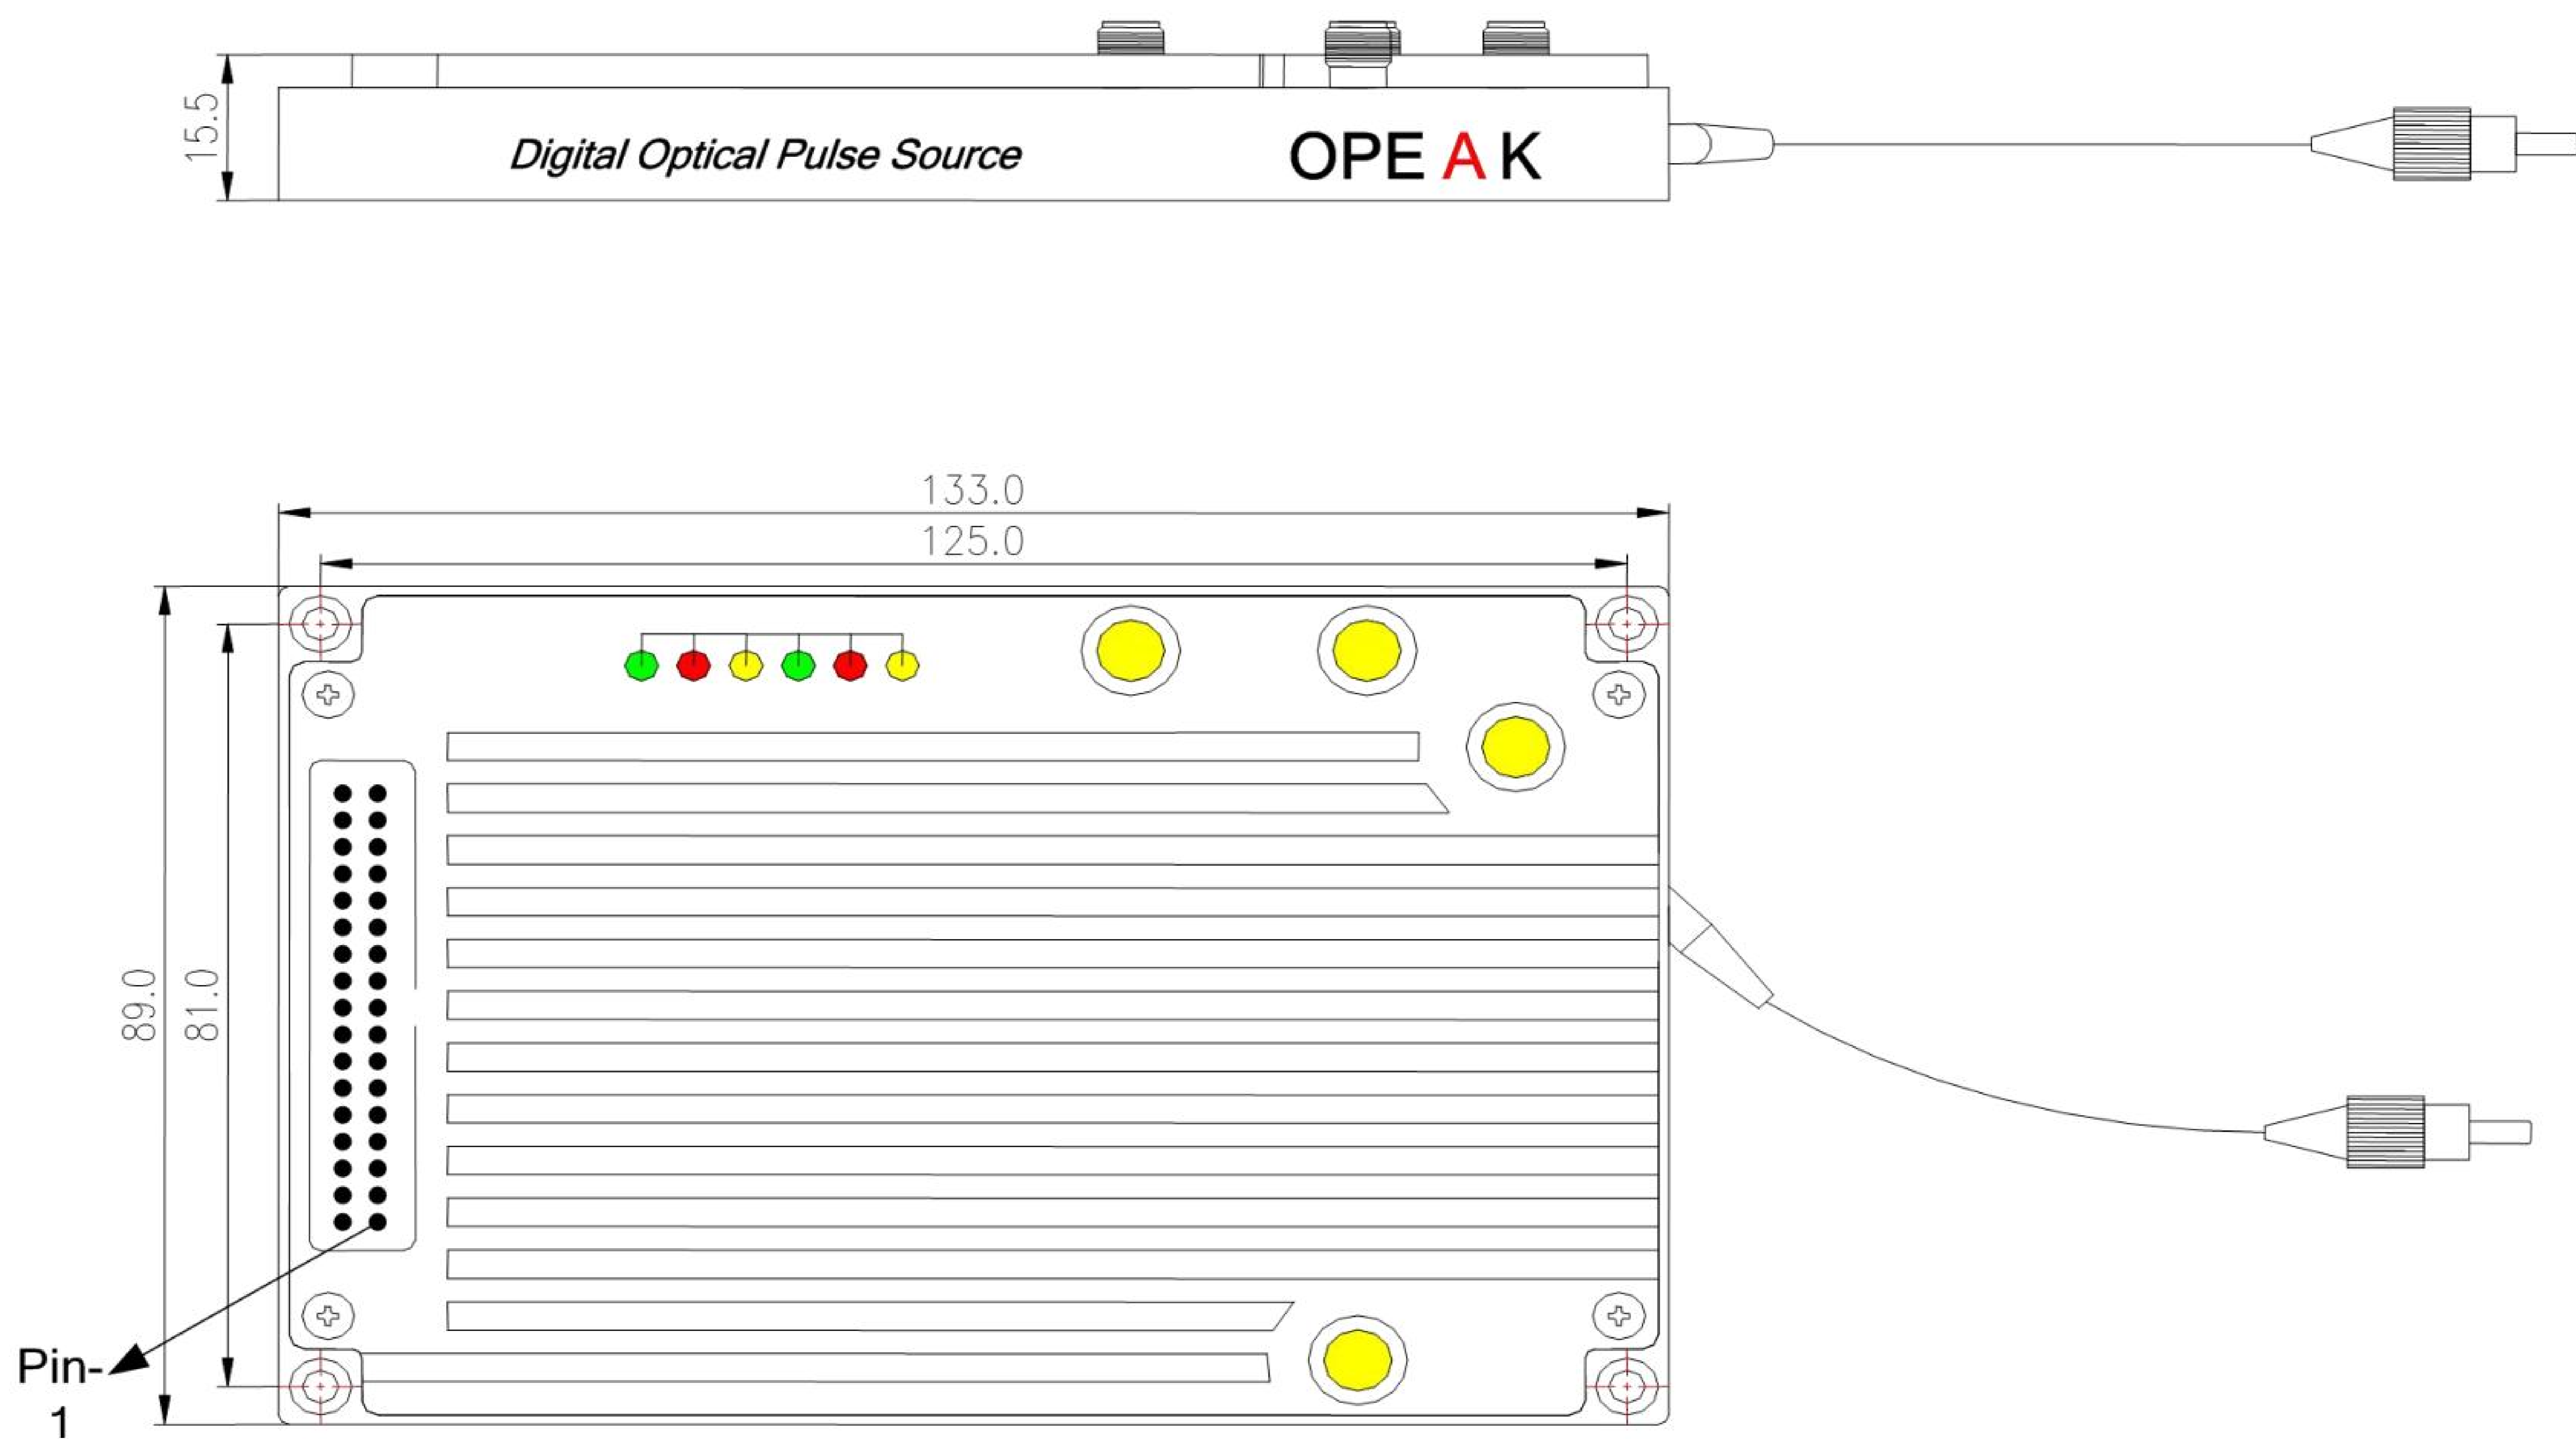 15.5
Digital Optical Pulse Source
OPEAK
133.0
125.0
89.0
81.0
Pin-
1